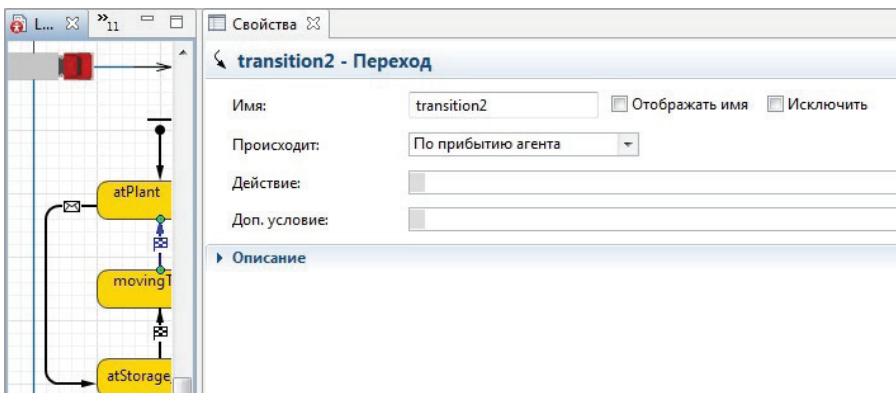 L...
»11
Свойства
transition2 - Переход
Имя:
transition2
Отображать имя
Исключить
Происходит:
По прибытию агента
Действие:
Доп. условие:
Описание
atPlant
movingT
atStorage